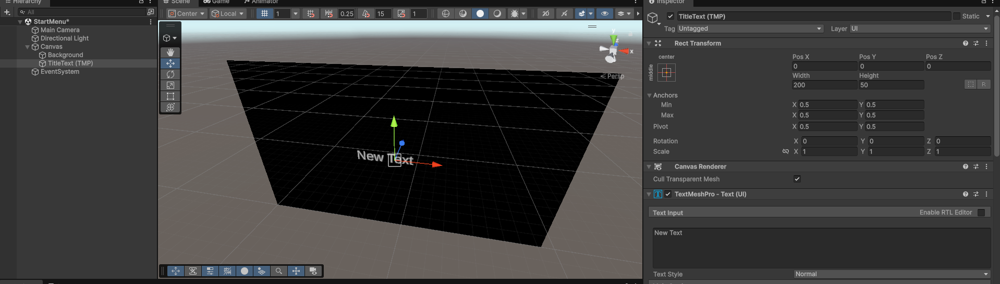 Hierarchy
All
StartMenu*
Main Camera
Directional Light
Canvas
Background
TitleText (TMP)
EventSystem
Scene Game Animator
Center Local 1 0.25 15 1 2D
y
z
x
Persp
New Text
Inspector
TitleText (TMP) Static
Tag Untagged Layer UI
Rect Transform
center Pos X Pos Y Pos Z
middle 0 0 0
Width Height
200 50 R
Anchors
Min X 0.5 Y 0.5
Max X 0.5 Y 0.5
Pivot X 0.5 Y 0.5
Rotation X 0 Y 0 Z 0
Scale X 1 Y 1 Z 1
Canvas Renderer
Cull Transparent Mesh
T TextMeshPro - Text (UI)
Text Input Enable RTL Editor
New Text
Text Style Normal